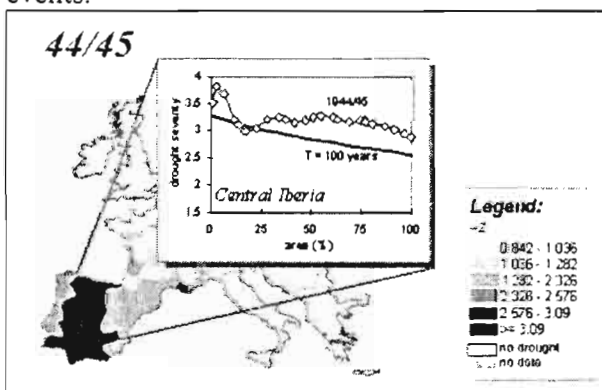 events.
44/45
4
3.5
3
2.5
2
1.5
drought severity
1944/45
T = 100 years
Central Iberia
0 25 50 75 100
area (%)
Legend:
-z
0.842 - 1.036
1.036 - 1.282
1.282 - 2.326
2.326 - 2.576
2.576 - 3.09
>= 3.09
no drought
no data